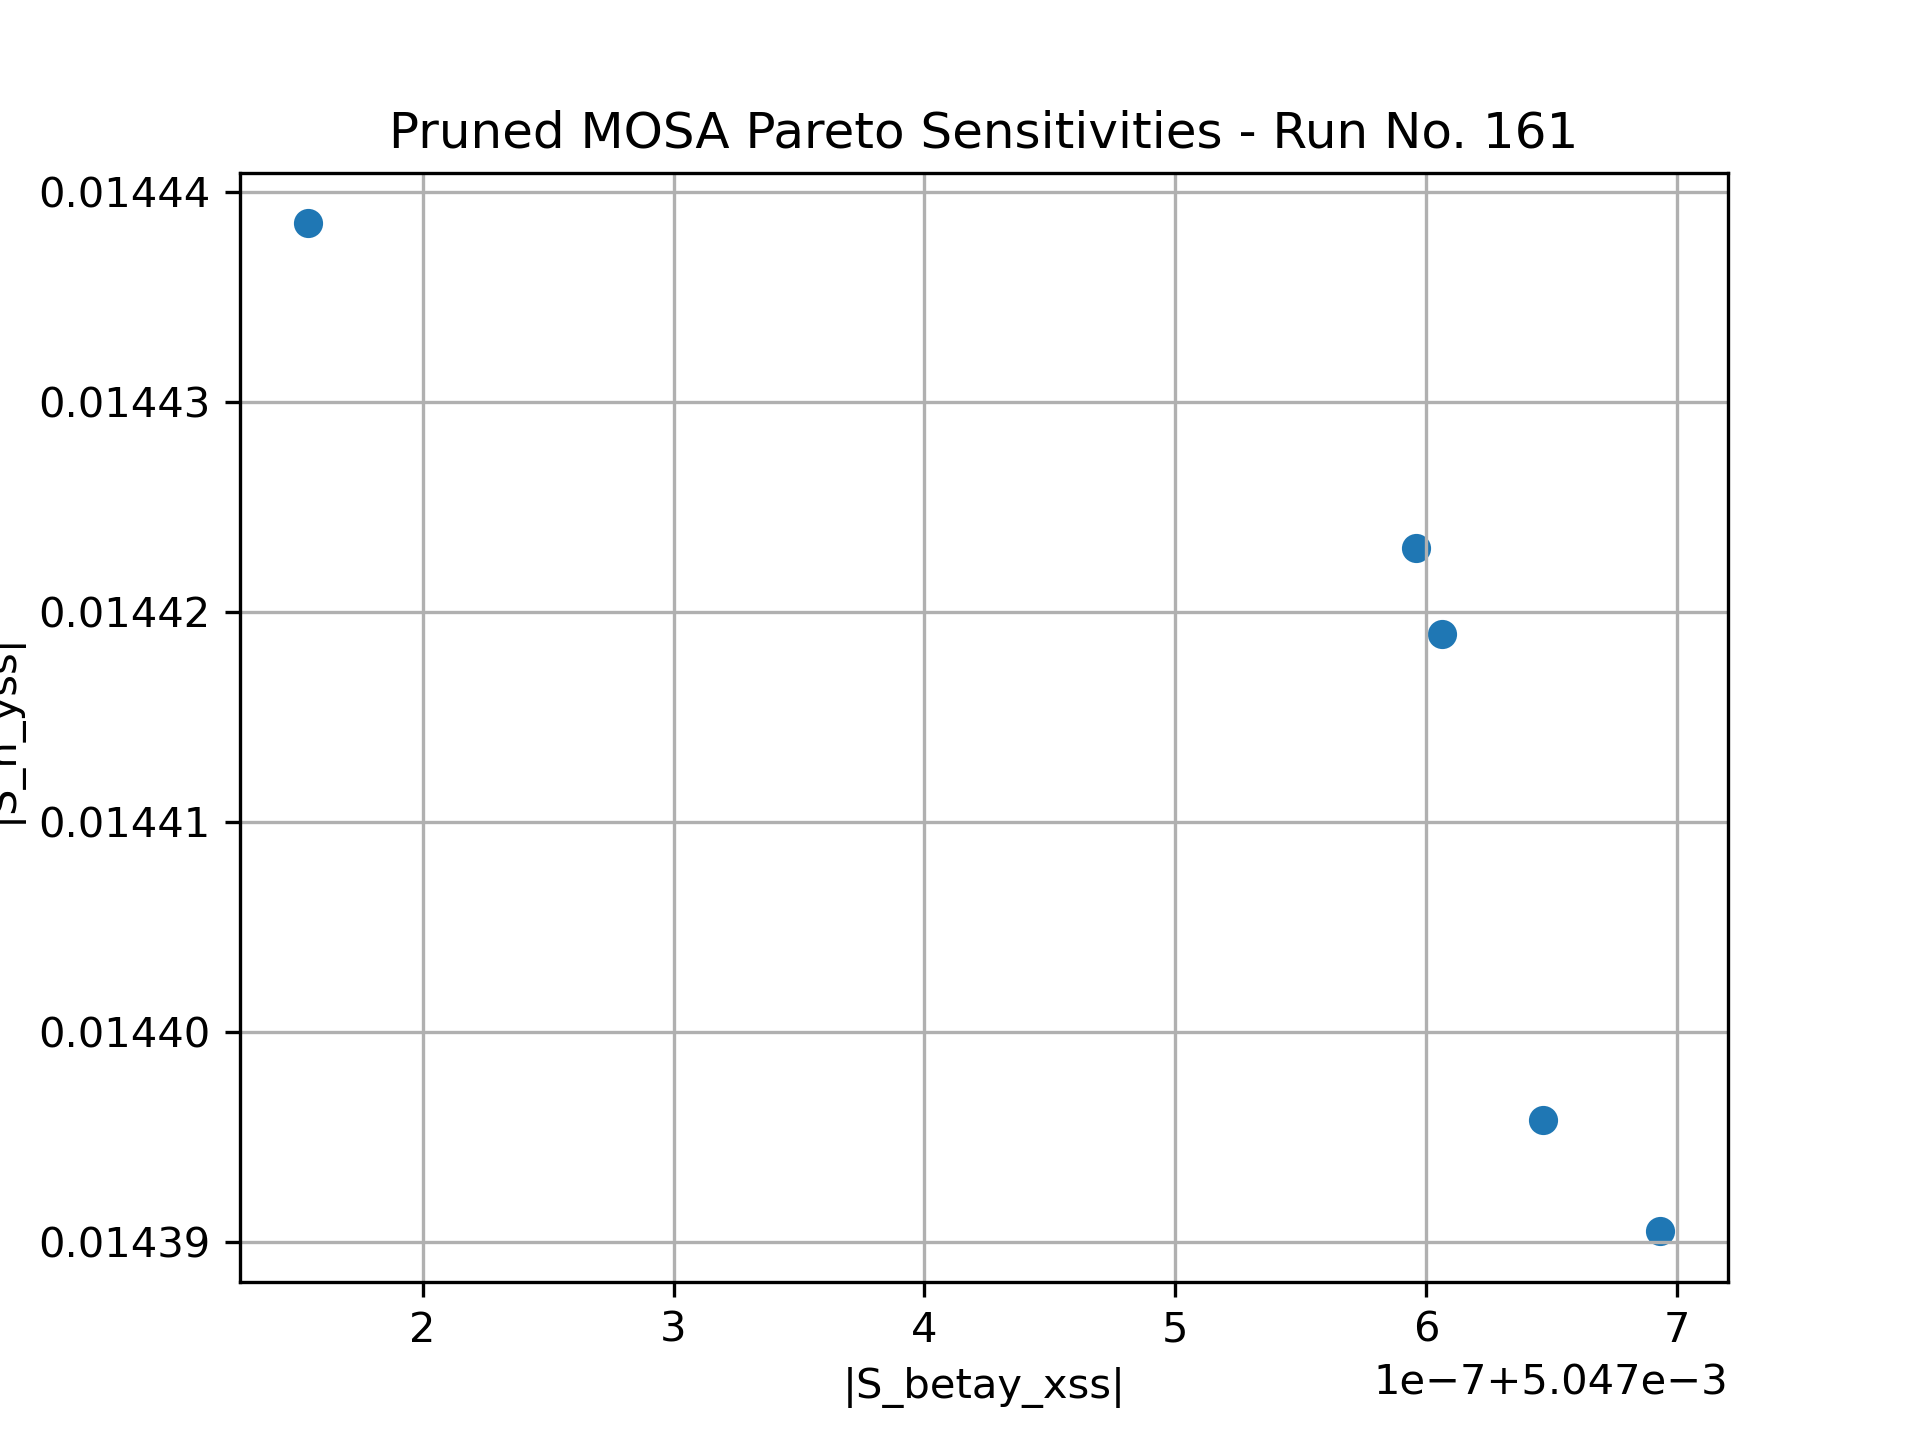 Pruned MOSA Pareto Sensitivities - Run No. 161
0.01444
0.01443
0.01442
0.01441
0.01440
0.01439
|S_n_yss|
2 3 4 5 6 7
1e−7+5.047e−3
|S_betay_xss|